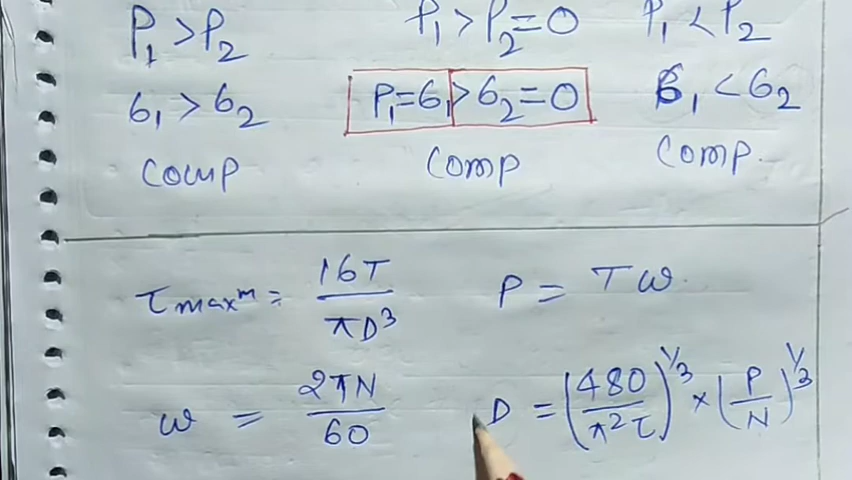 P₁ > P₂ P₁ > P₂ = 0 P₁ < P₂
σ₁ > σ₂ P₁ = σ₁ > σ₂ = 0 σ₁ < σ₂
Comp Comp Comp.
τ maxᵐ = 16T / πD³ P = Tω
ω = 2πN / 60 D = (480 / π²τ)^1/3 × (P / N)^1/3